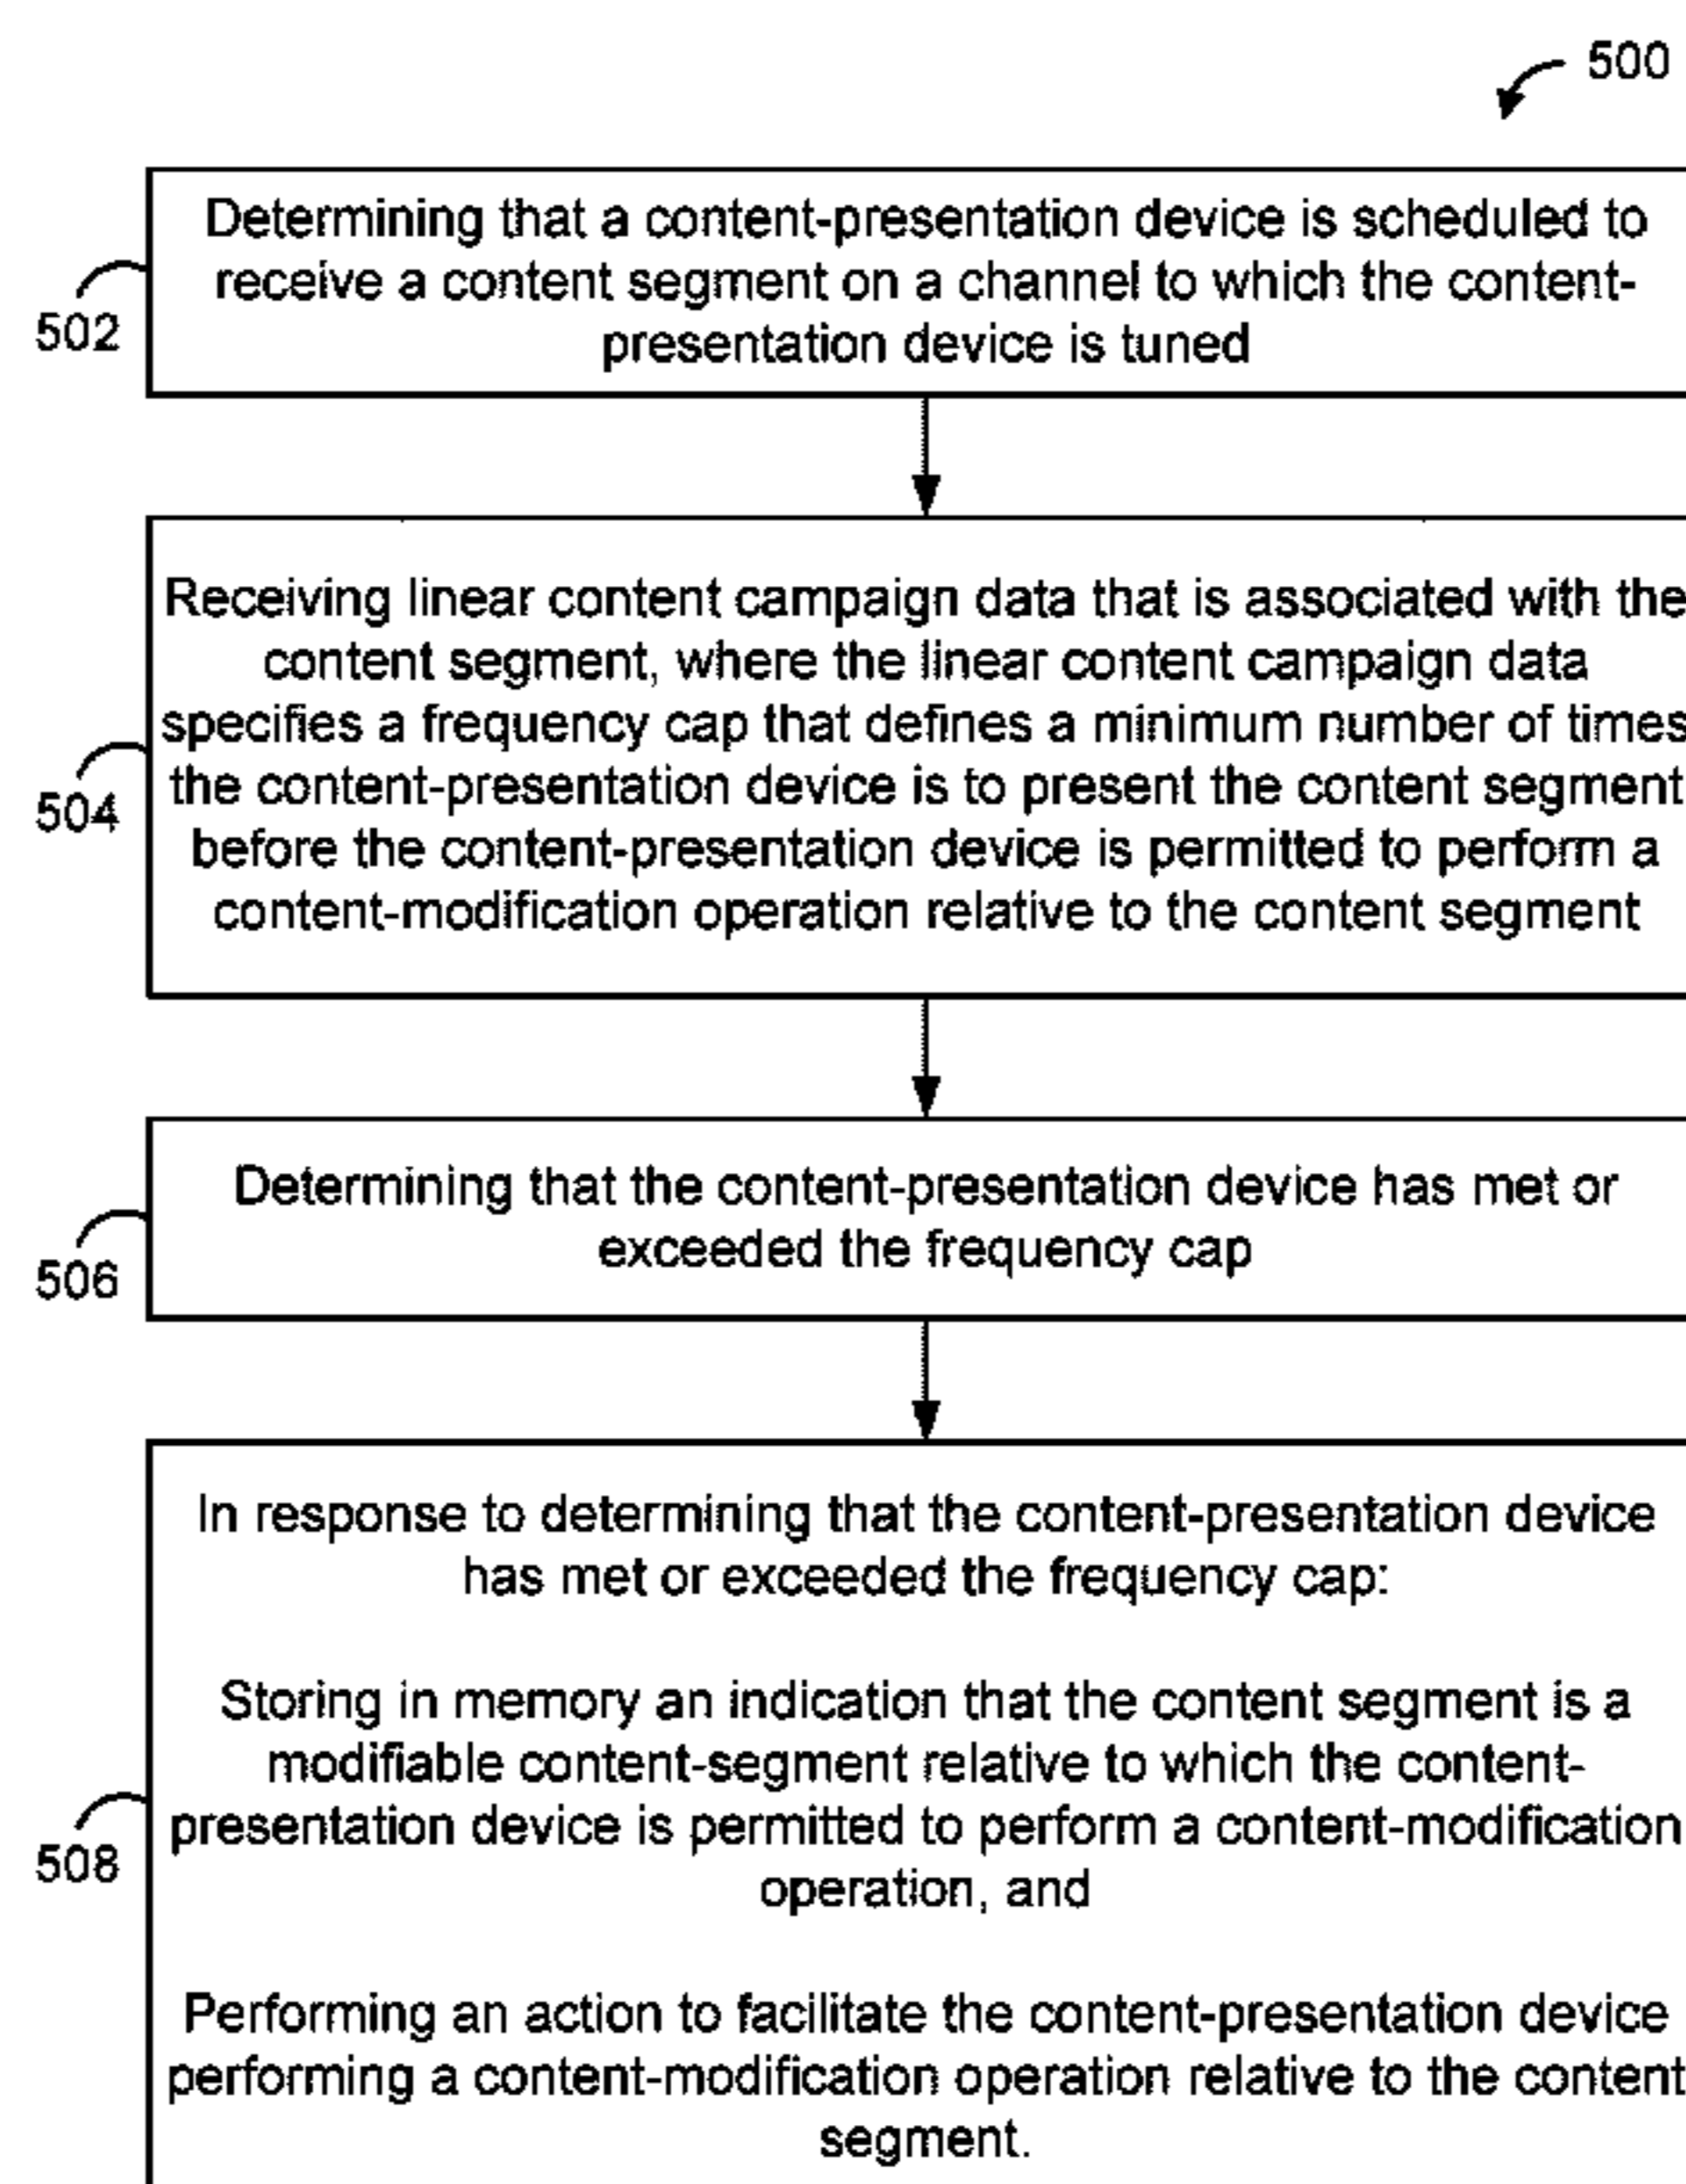 500
Determining that a content-presentation device is scheduled to
receive a content segment on a channel to which the content-
presentation device is tuned
502
Receiving linear content campaign data that is associated with the
content segment, where the linear content campaign data
specifies a frequency cap that defines a minimum number of times
the content-presentation device is to present the content segment
before the content-presentation device is permitted to perform a
content-modification operation relative to the content segment
504
Determining that the content-presentation device has met or
exceeded the frequency cap
506
In response to determining that the content-presentation device
has met or exceeded the frequency cap:
Storing in memory an indication that the content segment is a
modifiable content-segment relative to which the content-
presentation device is permitted to perform a content-modification
operation, and
508
Performing an action to facilitate the content-presentation device
performing a content-modification operation relative to the content
segment.